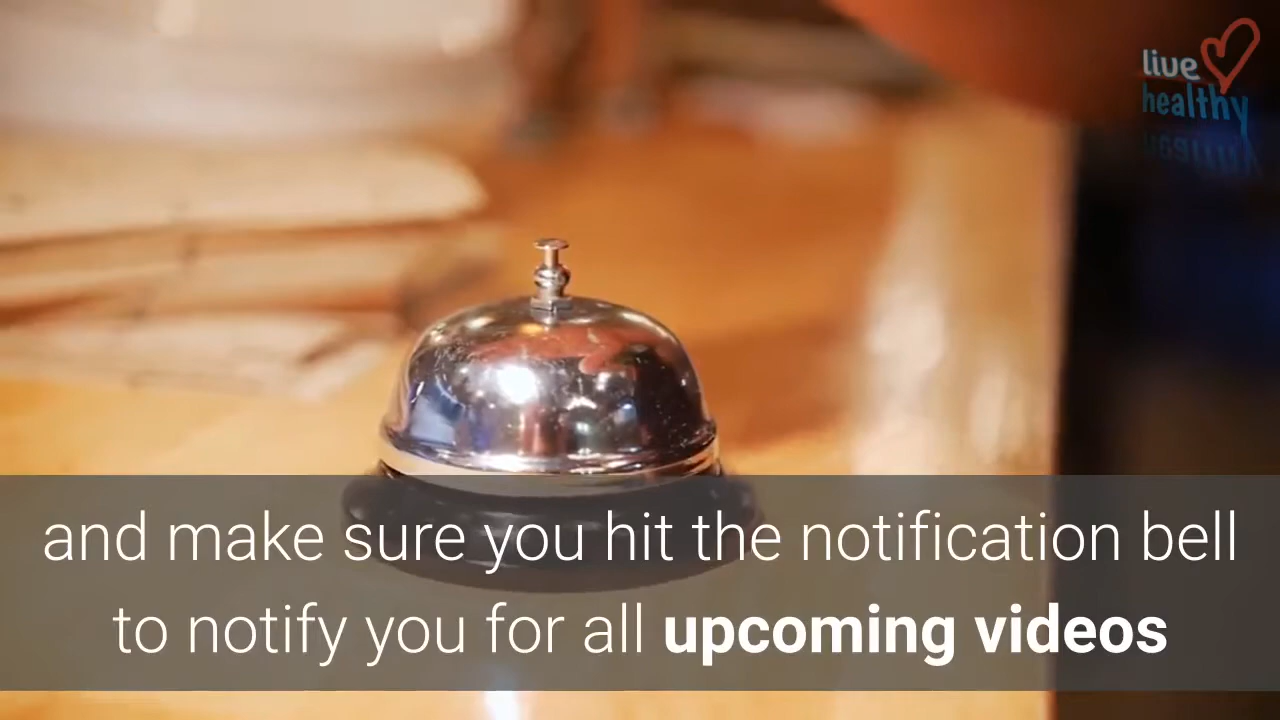 live
healthy
and make sure you hit the notification bell
to notify you for all upcoming videos